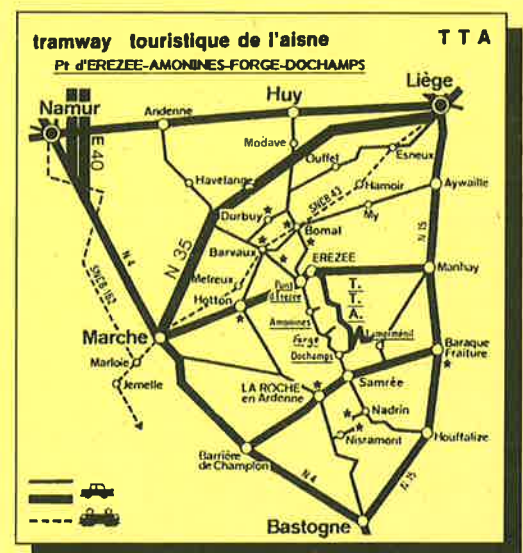 tramway touristique de l'aisne T T A
Pt d'EREZEE-AMONINES-FORGE-DOCHAMPS
Liège
Huy
Namur
Andenne
Modave
E 40
Ouffet
Esneux
Havelange
SNCB 43
Hamoir
Aywaille
Durbuy
My
N 4
N 35
Bomal
N 15
Barvaux
EREZEE
SNCB 162
Melreux
Pont
d'Erezee
T.
T.
A.
Manhay
Hotton
Amonines
Marche
Forge
Lamorménil
Dochamps
Baraque
Fraiture
Marloie
Jemelle
LA ROCHE
en Ardenne
Samrée
Nadrin
Nisramont
Houffalize
Barrière
de Champlon
N 4
N 15
Bastogne